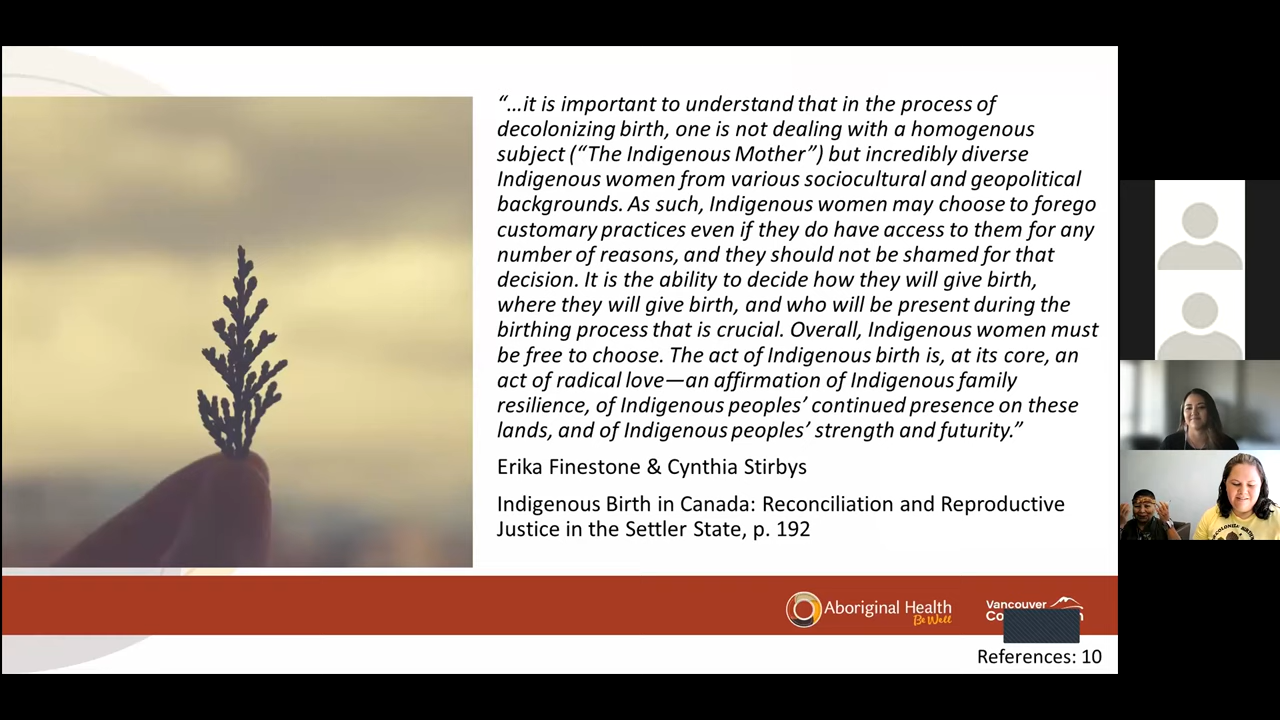 “…it is important to understand that in the process of
decolonizing birth, one is not dealing with a homogenous
subject (“The Indigenous Mother”) but incredibly diverse
Indigenous women from various sociocultural and geopolitical
backgrounds. As such, Indigenous women may choose to forego
customary practices even if they do have access to them for any
number of reasons, and they should not be shamed for that
decision. It is the ability to decide how they will give birth,
where they will give birth, and who will be present during the
birthing process that is crucial. Overall, Indigenous women must
be free to choose. The act of Indigenous birth is, at its core, an
act of radical love—an affirmation of Indigenous family
resilience, of Indigenous peoples’ continued presence on these
lands, and of Indigenous peoples’ strength and futurity.”
Erika Finestone & Cynthia Stirbys
Indigenous Birth in Canada: Reconciliation and Reproductive
Justice in the Settler State, p. 192
Aboriginal Health
Be Well
Vancouver
References: 10